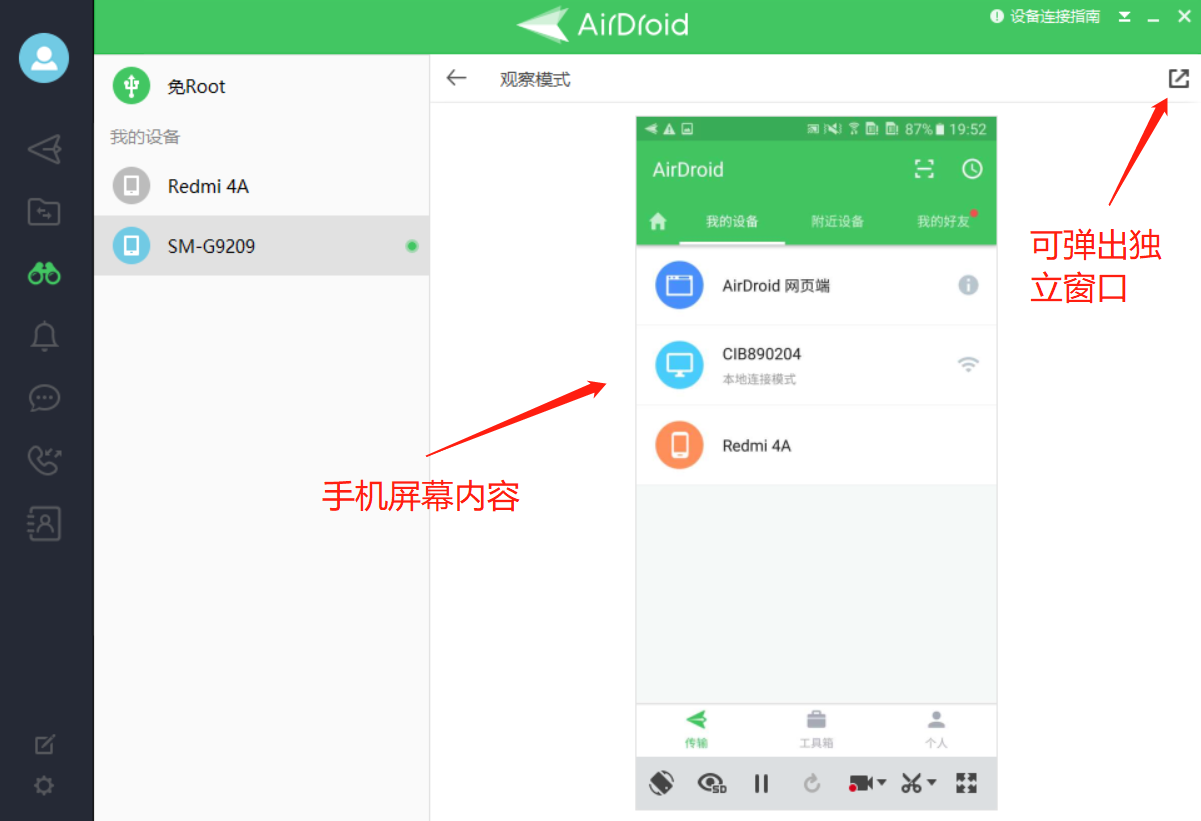 AirDroid
设备连接指南
免Root
我的设备
Redmi 4A
SM-G9209
观察模式
87% 19:52
AirDroid
我的设备 附近设备 我的好友
AirDroid 网页端
CIB890204
本地连接模式
Redmi 4A
传输 工具箱 个人
SD
手机屏幕内容
可弹出独
立窗口